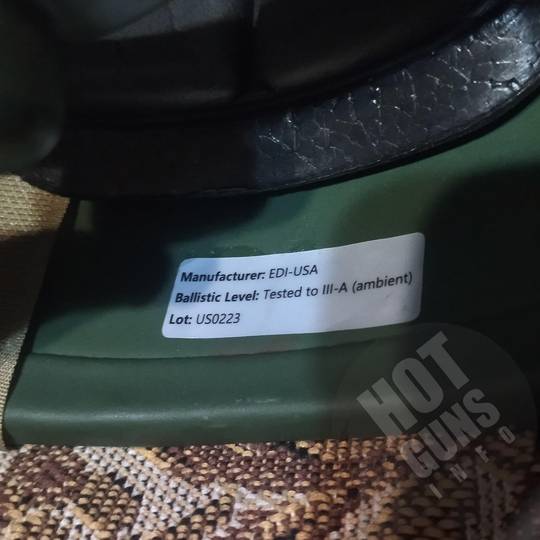 Manufacturer: EDI-USA
Ballistic Level: Tested to III-A (ambient)
Lot: US0223
HOT
GUNS
INFO